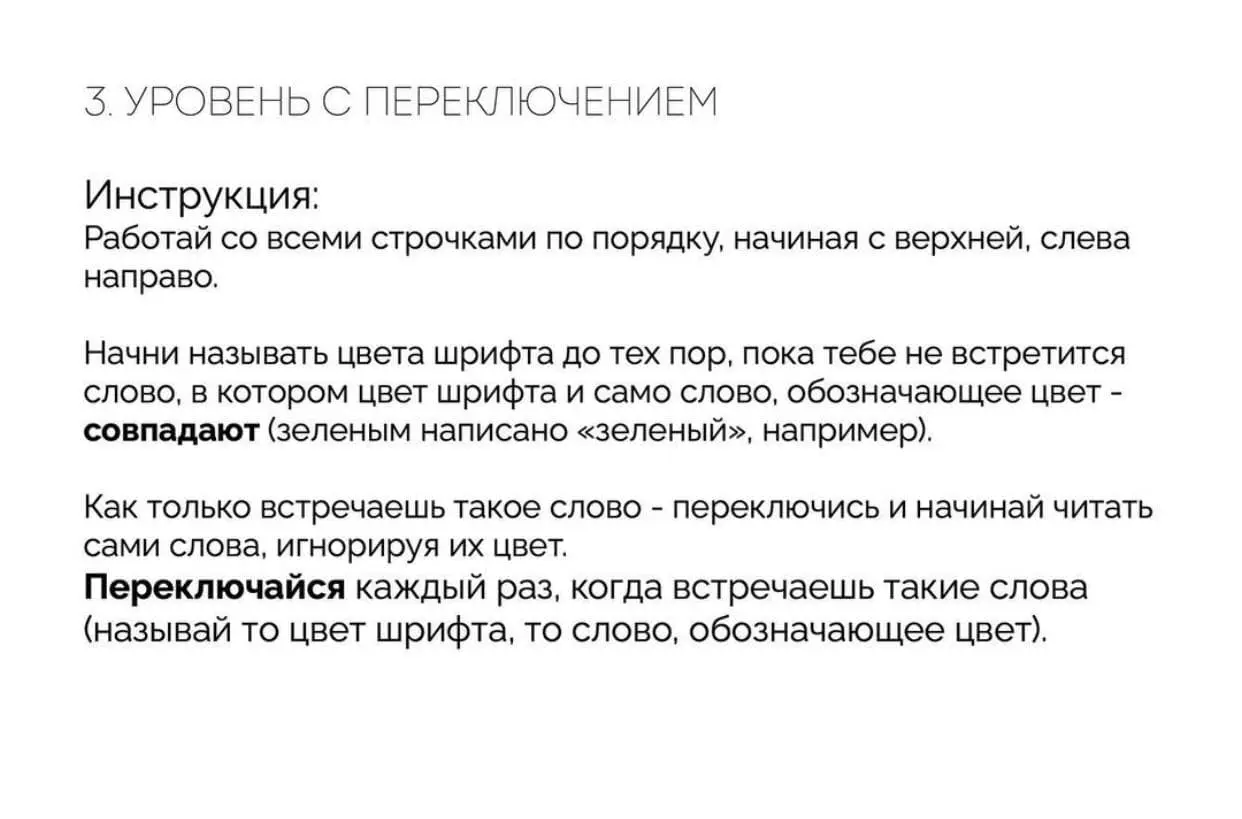 3. УРОВЕНЬ С ПЕРЕКЛЮЧЕНИЕМ
Инструкция:
Работай со всеми строчками по порядку, начиная с верхней, слева
направо.
Начни называть цвета шрифта до тех пор, пока тебе не встретится
слово, в котором цвет шрифта и само слово, обозначающее цвет -
совпадают (зеленым написано «зеленый», например).
Как только встречаешь такое слово - переключись и начинай читать
сами слова, игнорируя их цвет.
Переключайся каждый раз, когда встречаешь такие слова
(называй то цвет шрифта, то слово, обозначающее цвет).